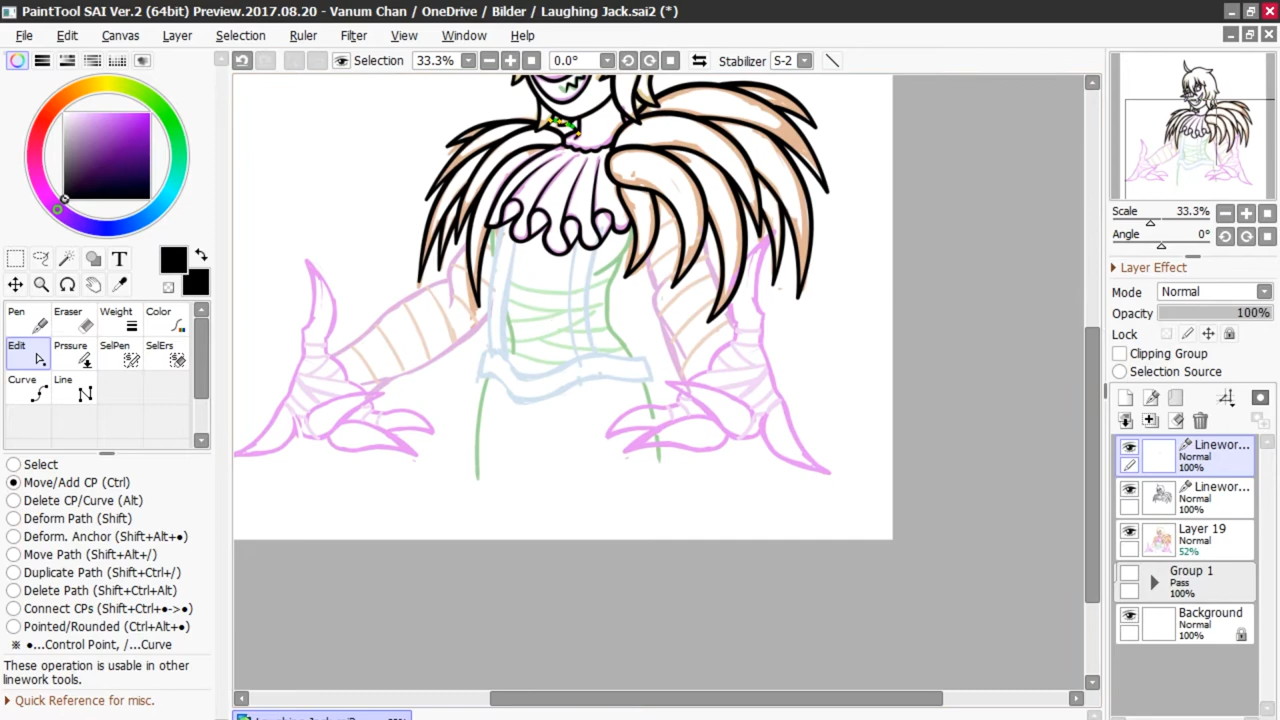 PaintTool SAI Ver.2 (64bit) Preview.2017.08.20 - Vanum Chan / OneDrive / Bilder / Laughing Jack.sai2 (*)
File Edit Canvas Layer Selection Ruler Filter View Window Help
Selection 33.3% 0.0° Stabilizer S-2
T
Pen Eraser Weight Color
Edit Prssure SelPen SelErs
Curve Line
Select
Move/Add CP (Ctrl)
Delete CP/Curve (Alt)
Deform Path (Shift)
Deform. Anchor (Shift+Alt+●)
Move Path (Shift+Alt+/)
Duplicate Path (Shift+Ctrl+/)
Delete Path (Shift+Ctrl+Alt)
Connect CPs (Shift+Ctrl+●->●)
Pointed/Rounded (Ctrl+Alt+●)
※ ●...Control Point, /...Curve
These operation is usable in other
linework tools.
Quick Reference for misc.
Scale 33.3%
Angle 0°
Layer Effect
Mode Normal
Opacity 100%
Lock
Clipping Group
Selection Source
Linewor...
Normal
100%
Linewor...
Normal
100%
Layer 19
Normal
52%
Group 1
Pass
100%
Background
Normal
100%